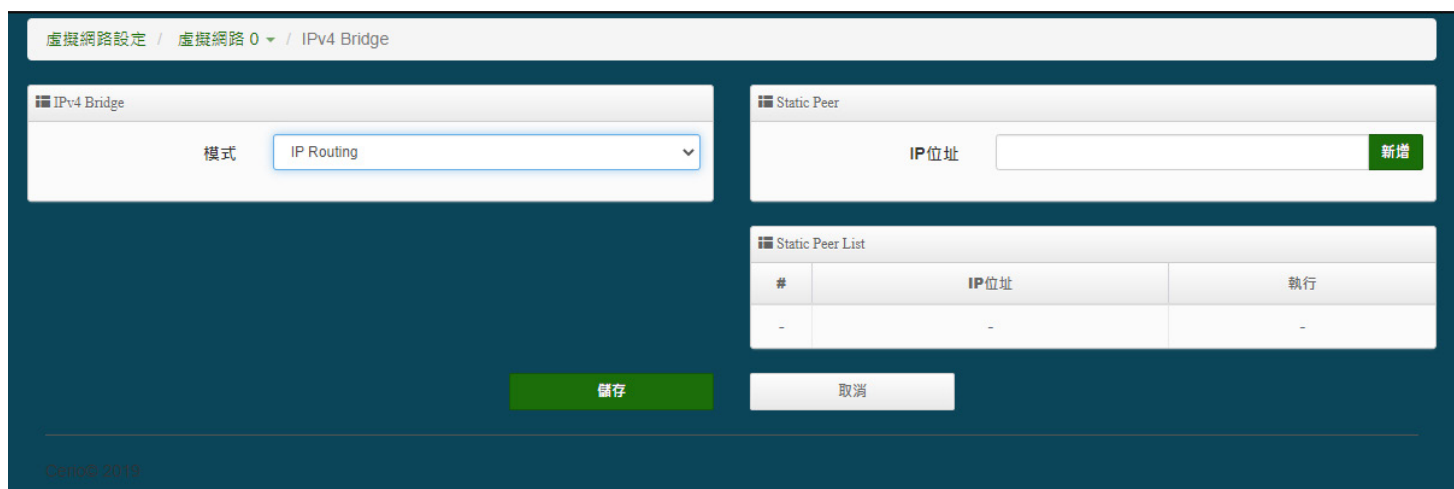 虛擬網路設定 / 虛擬網路 0 / IPv4 Bridge
IPv4 Bridge
模式 IP Routing
Static Peer
IP位址 新增
Static Peer List
# IP位址 執行
- - -
儲存 取消
2019